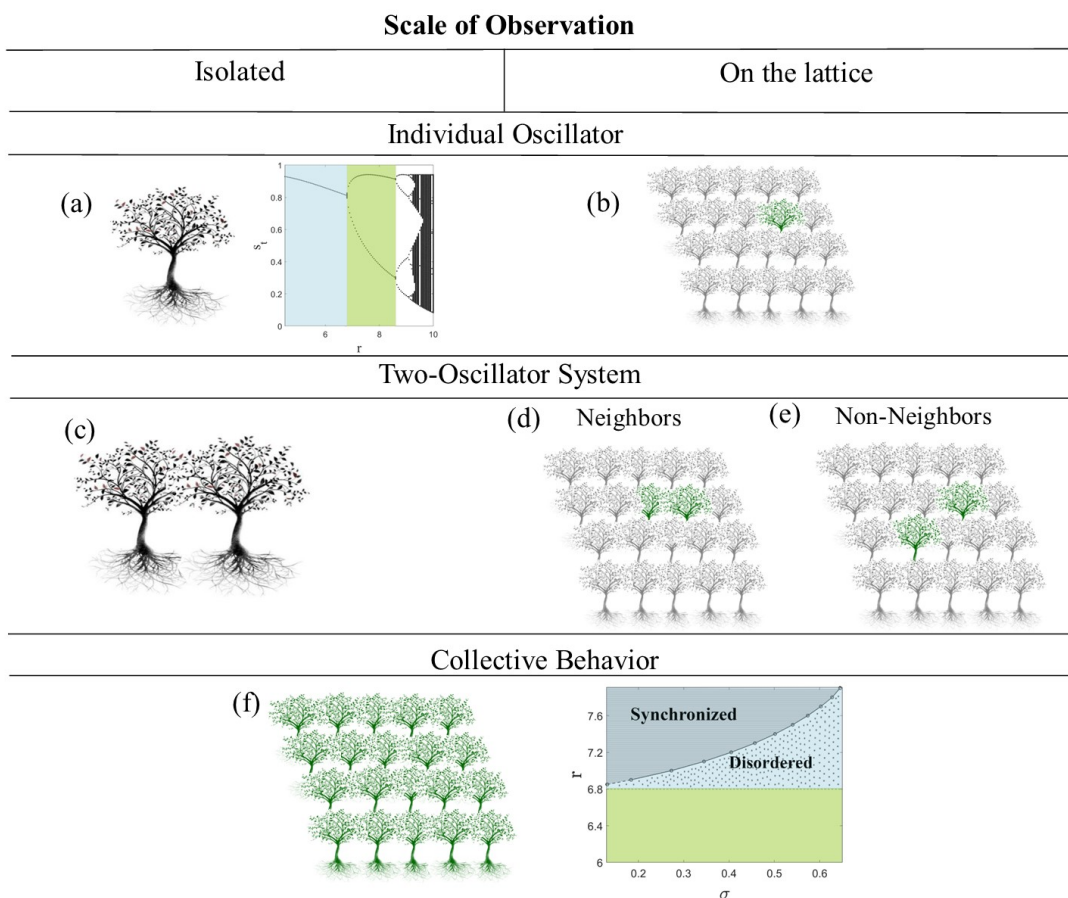 Scale of Observation
Isolated
On the lattice
Individual Oscillator
(a)
1
0.8
0.6
0.4
0.2
0
s_t
6
8
10
r
(b)
Two-Oscillator System
(c)
(d)
Neighbors
(e)
Non-Neighbors
Collective Behavior
(f)
7.6
7.2
6.8
6.4
6
r
Synchronized
Disordered
0.2
0.3
0.4
0.5
0.6
σ